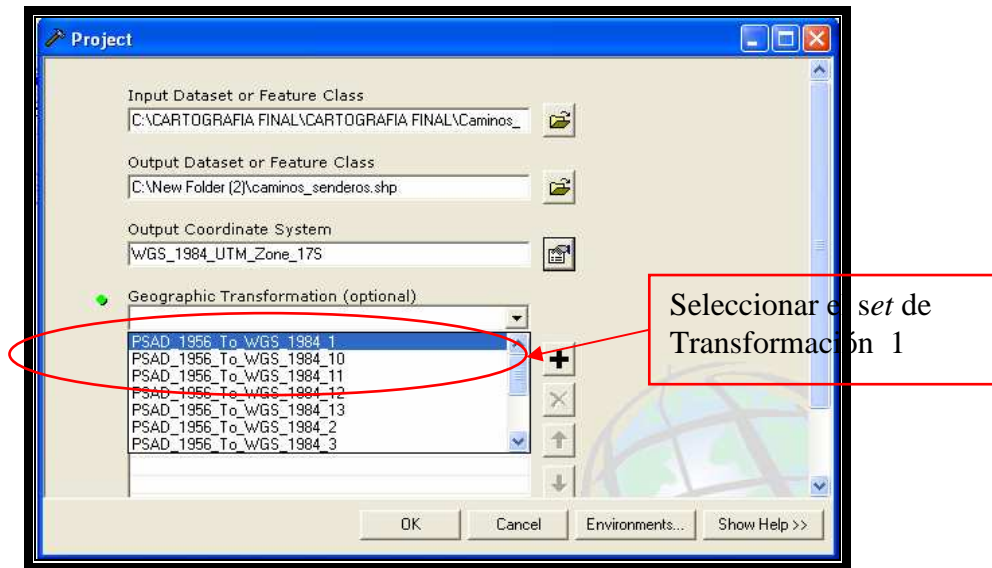 Project
Input Dataset or Feature Class
C:\CARTOGRAFIA FINAL\CARTOGRAFIA FINAL\Caminos_
Output Dataset or Feature Class
C:\New Folder (2)\caminos_senderos.shp
Output Coordinate System
WGS_1984_UTM_Zone_17S
Geographic Transformation (optional)
PSAD_1956_To_WGS_1984_1
PSAD_1956_To_WGS_1984_10
PSAD_1956_To_WGS_1984_11
PSAD_1956_To_WGS_1984_12
PSAD_1956_To_WGS_1984_13
PSAD_1956_To_WGS_1984_2
PSAD_1956_To_WGS_1984_3
Seleccionar el set de
Transformación 1
OK
Cancel
Environments...
Show Help >>